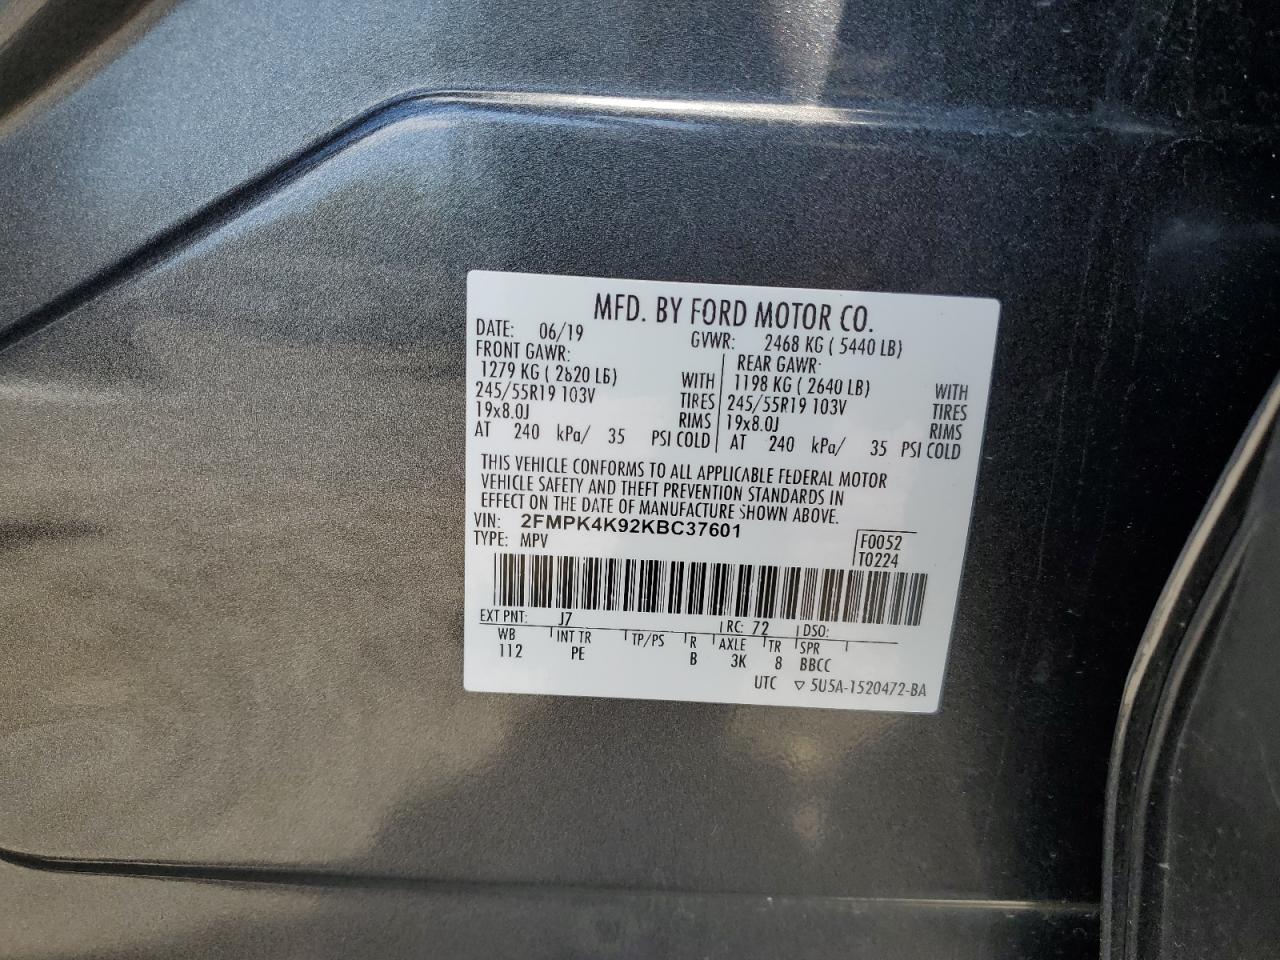 MFD. BY FORD MOTOR CO.
DATE: 06/19 GVWR: 2468 KG ( 5440 LB)
FRONT GAWR: REAR GAWR:
1279 KG ( 2820 LB) WITH 1198 KG ( 2640 LB) WITH
245/55R19 103V TIRES 245/55R19 103V TIRES
19x8.0J RIMS 19x8.0J RIMS
AT 240 kPa/ 35 PSI COLD AT 240 kPa/ 35 PSI COLD
THIS VEHICLE CONFORMS TO ALL APPLICABLE FEDERAL MOTOR
VEHICLE SAFETY AND THEFT PREVENTION STANDARDS IN
EFFECT ON THE DATE OF MANUFACTURE SHOWN ABOVE.
VIN: 2FMPK4K92KBC37601 F0052
TYPE: MPV T0224
EXT PNT: J7 RC: 72 DSO:
WB INT TR TP/PS R AXLE TR SPR
112 PE B 3K 8 BBCC
UTC ▽ 5U5A-1520472-BA